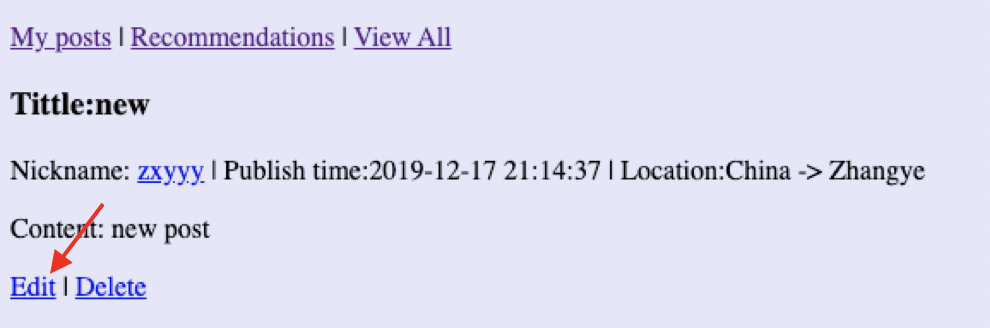 My posts | Recommendations | View All
Tittle:new
Nickname: zxyyy | Publish time:2019-12-17 21:14:37 | Location:China -> Zhangye
Content: new post
Edit | Delete